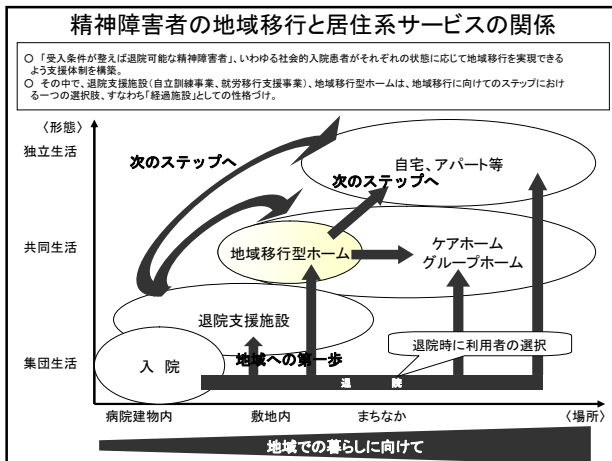 精神障害者の地域移行と居住系サービスの関係
○ 「受入条件が整えば退院可能な精神障害者」、いわゆる社会的入院患者がそれぞれの状態に応じて地域移行を実現できる
よう支援体制を構築。
○ その中で、退院支援施設(自立訓練事業、就労移行支援事業)、地域移行型ホームは、地域移行に向けてのステップにおけ
る一つの選択肢、すなわち「経過施設」としての性格づけ。
〈形態〉
独立生活
次のステップへ
自宅、アパート等
次のステップへ
共同生活
地域移行型ホーム
ケアホーム
グループホーム
退院支援施設
退院時に利用者の選択
集団生活
入 院
地域への第一歩
退 院
病院建物内
敷地内
まちなか
〈場所〉
地域での暮らしに向けて